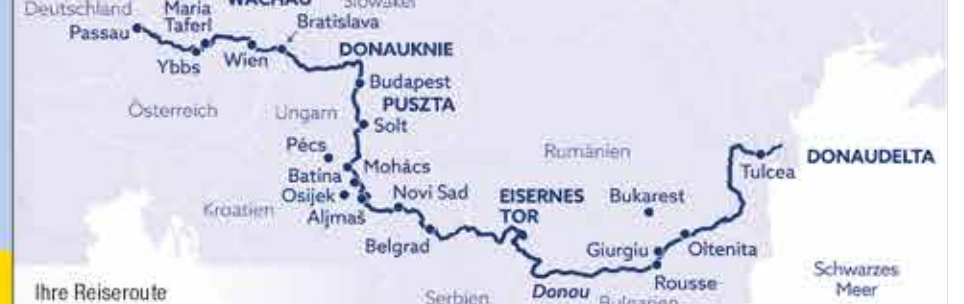 WACHAU
Slowakei
Deutschland
Maria
Taferl
Bratislava
Passau
Ybbs
Wien
DONAUKNIE
Budapest
PUSZTA
Österreich
Ungarn
Solt
Pécs
Mohács
Batina
Osijek
Novi Sad
Kroatien
Aljmaš
Belgrad
Rumänien
EISERNES
TOR
Bukarest
Tulcea
DONAUDELTA
Giurgiu
Oltenita
Rousse
Schwarzes
Meer
Ihre Reiseroute
Serbien
Donou
Bulgarien